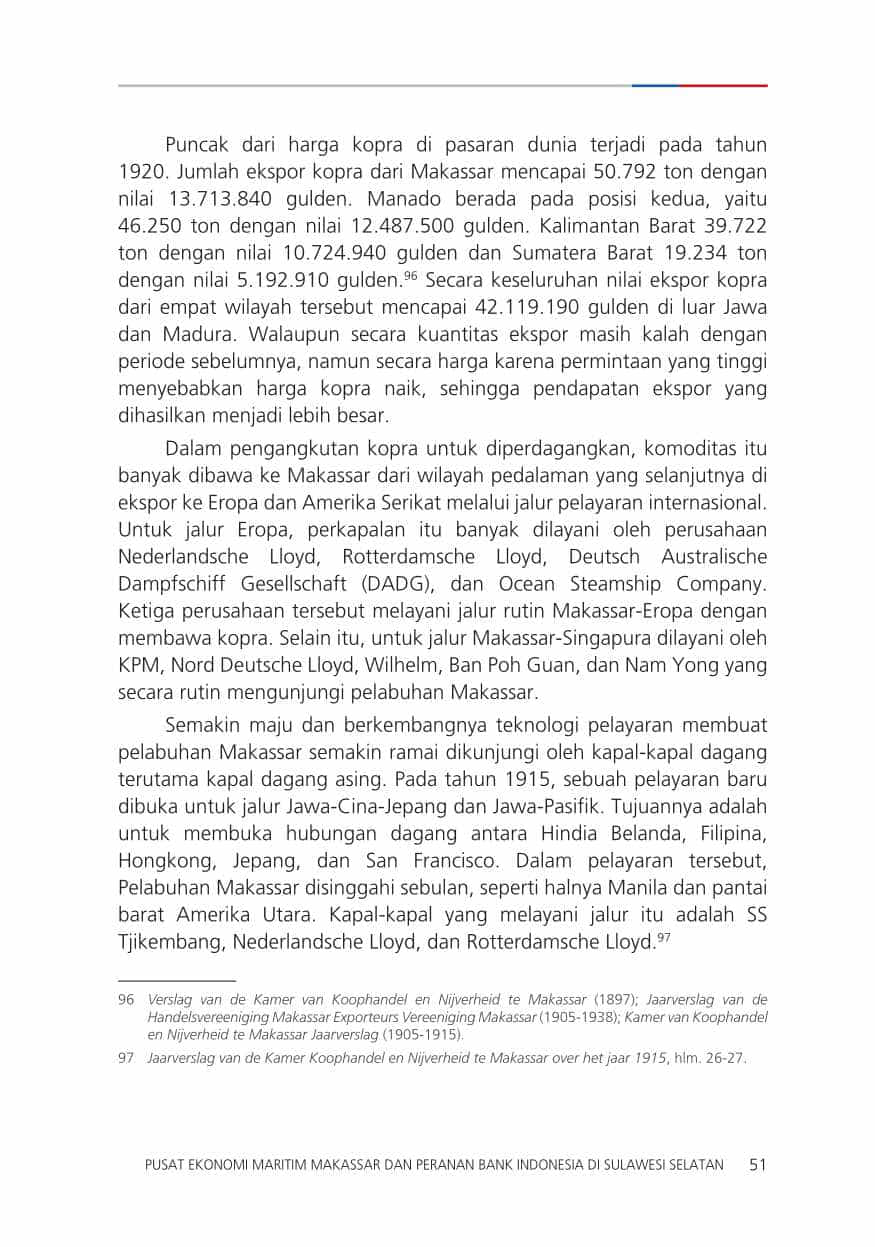 Puncak dari harga kopra di pasaran dunia terjadi pada tahun
1920. Jumlah ekspor kopra dari Makassar mencapai 50.792 ton dengan
nilai 13.713.840 gulden. Manado berada pada posisi kedua, yaitu
46.250 ton dengan nilai 12.487.500 gulden. Kalimantan Barat 39.722
ton dengan nilai 10.724.940 gulden dan Sumatera Barat 19.234 ton
dengan nilai 5.192.910 gulden.96 Secara keseluruhan nilai ekspor kopra
dari empat wilayah tersebut mencapai 42.119.190 gulden di luar Jawa
dan Madura. Walaupun secara kuantitas ekspor masih kalah dengan
periode sebelumnya, namun secara harga karena permintaan yang tinggi
menyebabkan harga kopra naik, sehingga pendapatan ekspor yang
dihasilkan menjadi lebih besar.
Dalam pengangkutan kopra untuk diperdagangkan, komoditas itu
banyak dibawa ke Makassar dari wilayah pedalaman yang selanjutnya di
ekspor ke Eropa dan Amerika Serikat melalui jalur pelayaran internasional.
Untuk jalur Eropa, perkapalan itu banyak dilayani oleh perusahaan
Nederlandsche Lloyd, Rotterdamsche Lloyd, Deutsch Australische
Dampfschiff Gesellschaft (DADG), dan Ocean Steamship Company.
Ketiga perusahaan tersebut melayani jalur rutin Makassar-Eropa dengan
membawa kopra. Selain itu, untuk jalur Makassar-Singapura dilayani oleh
KPM, Nord Deutsche Lloyd, Wilhelm, Ban Poh Guan, dan Nam Yong yang
secara rutin mengunjungi pelabuhan Makassar.
Semakin maju dan berkembangnya teknologi pelayaran membuat
pelabuhan Makassar semakin ramai dikunjungi oleh kapal-kapal dagang
terutama kapal dagang asing. Pada tahun 1915, sebuah pelayaran baru
dibuka untuk jalur Jawa-Cina-Jepang dan Jawa-Pasifik. Tujuannya adalah
untuk membuka hubungan dagang antara Hindia Belanda, Filipina,
Hongkong, Jepang, dan San Francisco. Dalam pelayaran tersebut,
Pelabuhan Makassar disinggahi sebulan, seperti halnya Manila dan pantai
barat Amerika Utara. Kapal-kapal yang melayani jalur itu adalah SS
Tjikembang, Nederlandsche Lloyd, dan Rotterdamsche Lloyd.97
96 Verslag van de Kamer van Koophandel en Nijverheid te Makassar (1897); Jaarverslag van de
Handelsvereeniging Makassar Exporteurs Vereeniging Makassar (1905-1938); Kamer van Koophandel
en Nijverheid te Makassar Jaarverslag (1905-1915).
97 Jaarverslag van de Kamer Koophandel en Nijverheid te Makassar over het jaar 1915, hlm. 26-27.
PUSAT EKONOMI MARITIM MAKASSAR DAN PERANAN BANK INDONESIA DI SULAWESI SELATAN 51